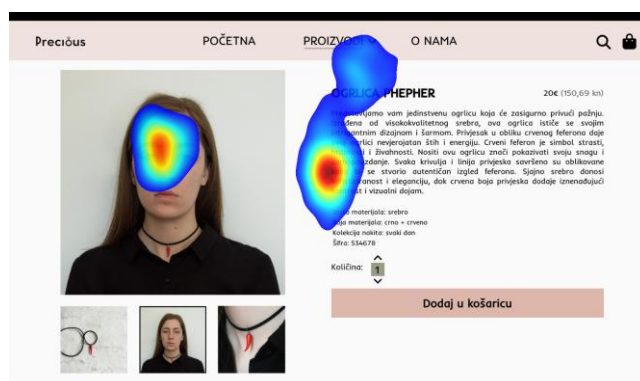 Precious
POČETNA
PROIZVODI
O NAMA
OGRLICA PHEPHER
20€ (150,69 kn)
vam jedinstvenu ogrlicu koja će zasigurno privući pažnju.
od visokokvalitetnog srebra, ova ogrlica ističe se svojim
dizajnom i šarmom. Privjesak u obliku crvenog feferona daje
ogrlici nevjerojatan štih i energiju. Crveni feferon je simbol strasti,
i živahnosti. Nositi ovu ogrlicu znači pokazivati svoju snagu i
Svaka krivulja i linija privjeska savršeno su oblikovane
se stvorio autentičan izgled feferona. Sjajno srebro donosi
i eleganciju, dok crvena boja privjeska dodaje iznenađujući
i vizualni dojam.
materijala: srebro
materijala: crno + crveno
Kolekcija nakita: svaki dan
Šifra: 534678
Količina:
1
Dodaj u košaricu